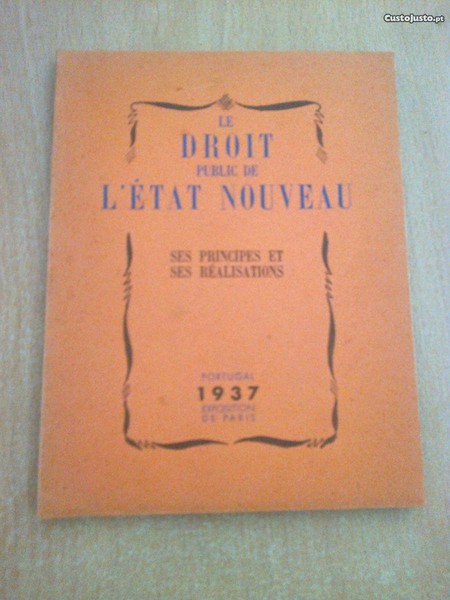 CustoJusto.pt
LE
DROIT
PUBLIC DE
L'ÉTAT NOUVEAU
SES PRINCIPES ET
SES RÉALISATIONS
PORTUGAL
1937
EXPOSITION
DE PARIS